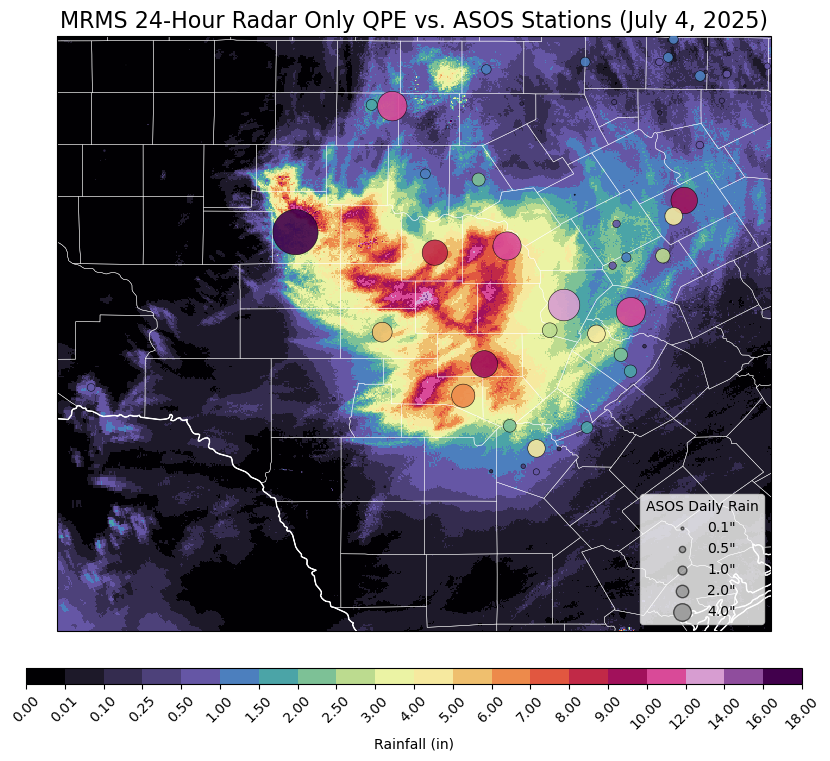 MRMS 24-Hour Radar Only QPE vs. ASOS Stations (July 4, 2025)
ASOS Daily Rain
0.1"
0.5"
1.0"
2.0"
4.0"
0.00 0.01 0.10 0.25 0.50 1.00 1.50 2.00 2.50 3.00 4.00 5.00 6.00 7.00 8.00 9.00 10.00 12.00 14.00 16.00 18.00
Rainfall (in)